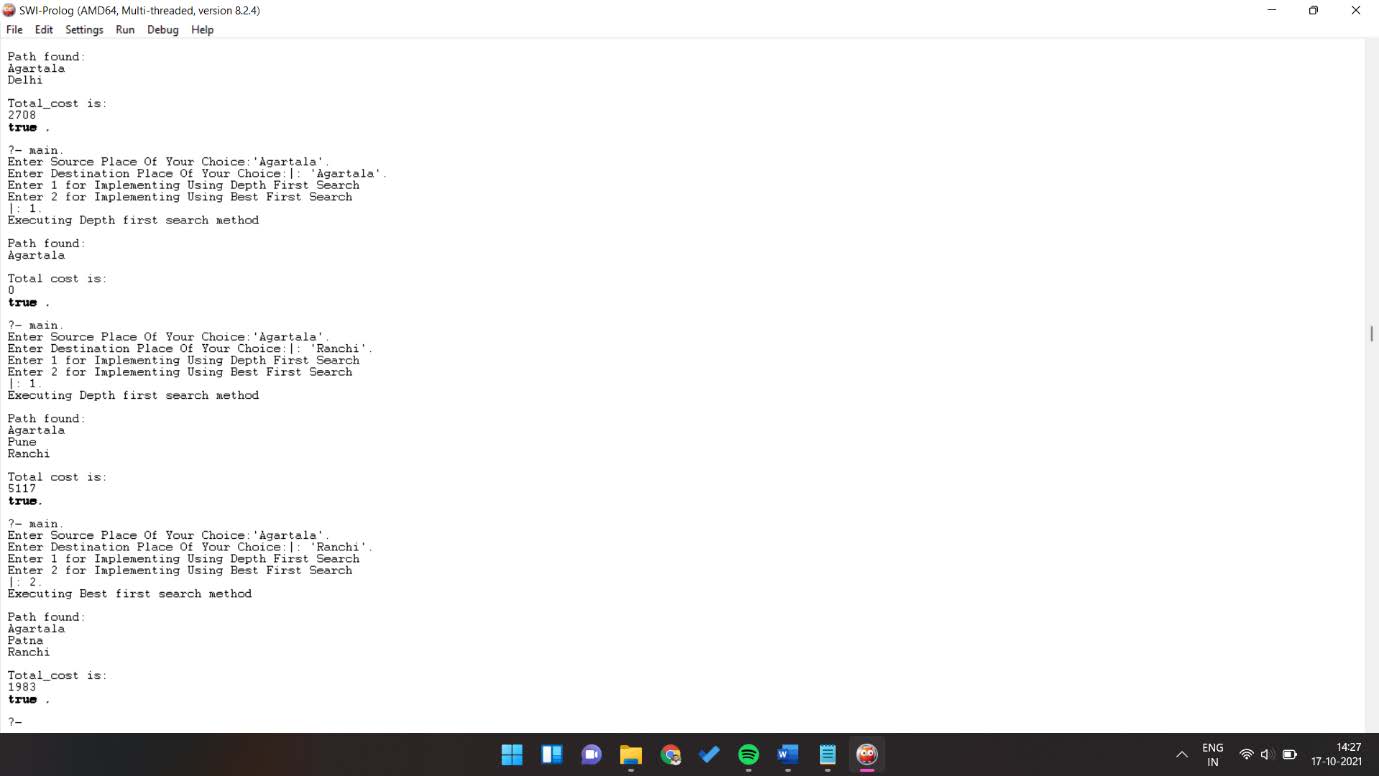 SWI-Prolog (AMD64, Multi-threaded, version 8.2.4)
File Edit Settings Run Debug Help
Path found:
Agartala
Delhi
Total_cost is:
2708
true .
?- main.
Enter Source Place Of Your Choice:'Agartala'.
Enter Destination Place Of Your Choice:|: 'Agartala'.
Enter 1 for Implementing Using Depth First Search
Enter 2 for Implementing Using Best First Search
|: 1.
Executing Depth first search method
Path found:
Agartala
Total cost is:
0
true .
?- main.
Enter Source Place Of Your Choice:'Agartala'.
Enter Destination Place Of Your Choice:|: 'Ranchi'.
Enter 1 for Implementing Using Depth First Search
Enter 2 for Implementing Using Best First Search
|: 1.
Executing Depth first search method
Path found:
Agartala
Pune
Ranchi
Total cost is:
5117
true.
?- main.
Enter Source Place Of Your Choice:'Agartala'.
Enter Destination Place Of Your Choice:|: 'Ranchi'.
Enter 1 for Implementing Using Depth First Search
Enter 2 for Implementing Using Best First Search
|: 2.
Executing Best first search method
Path found:
Agartala
Patna
Ranchi
Total_cost is:
1983
true .
?-
ENG
IN
14:27
17-10-2021